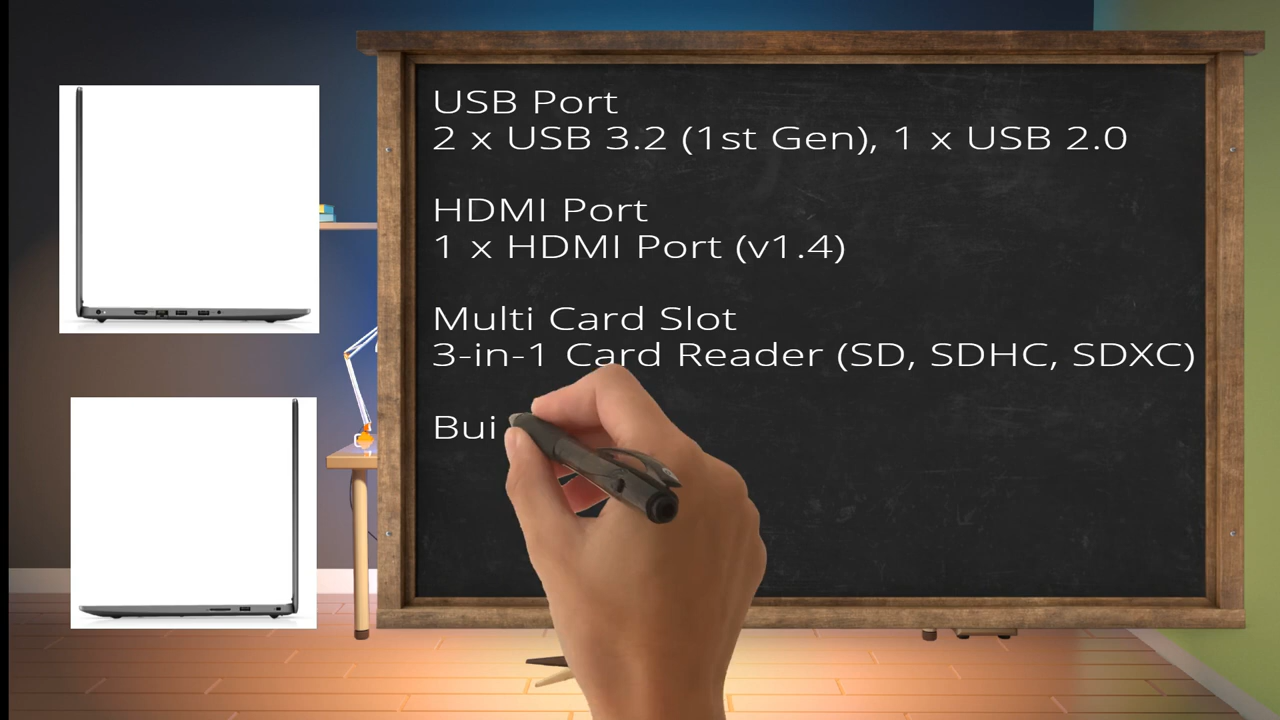 USB Port
2 x USB 3.2 (1st Gen), 1 x USB 2.0
HDMI Port
1 x HDMI Port (v1.4)
Multi Card Slot
3-in-1 Card Reader (SD, SDHC, SDXC)
Bui